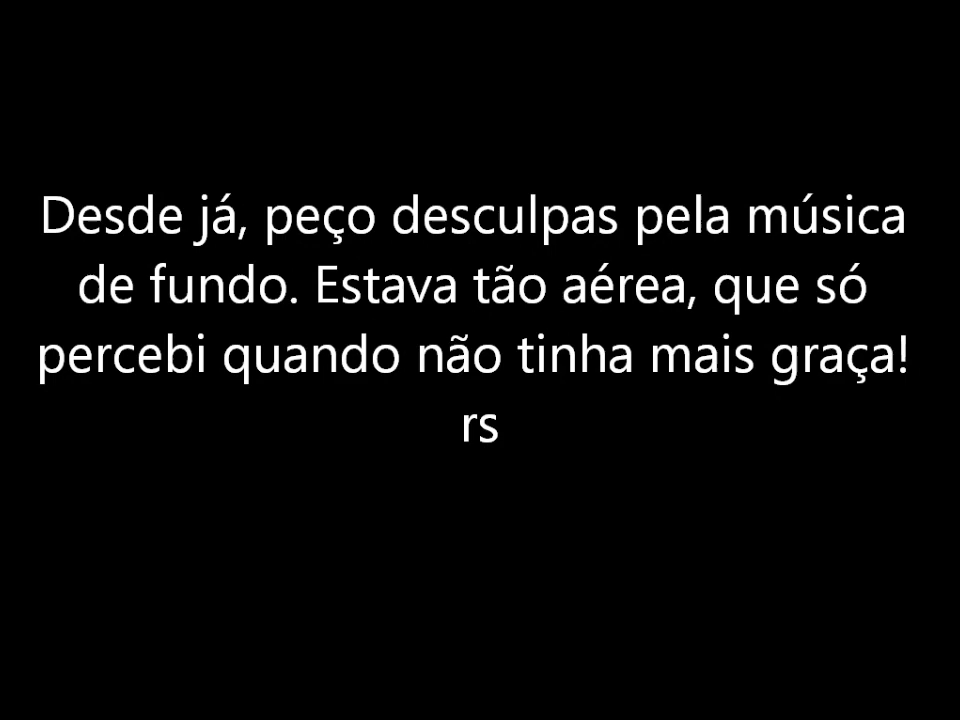 Desde já, peço desculpas pela música
de fundo. Estava tão aérea, que só
percebi quando não tinha mais graça!
rs